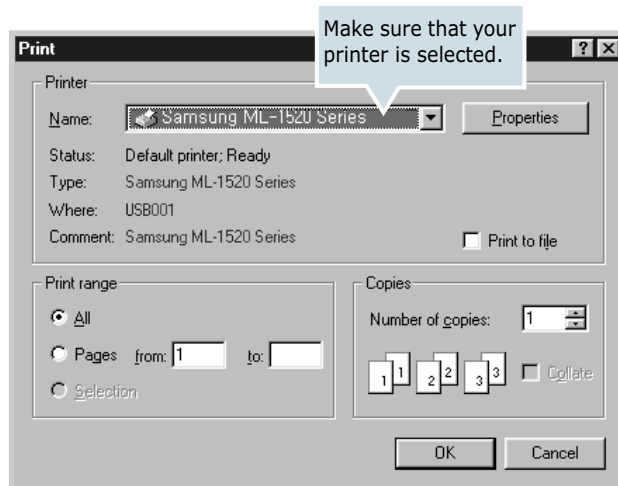 Make sure that your
printer is selected.
Print
Printer
Name: Samsung ML-1520 Series Properties
Status: Default printer; Ready
Type: Samsung ML-1520 Series
Where: USB001
Comment: Samsung ML-1520 Series Print to file
Print range
All
Pages from: 1 to:
Selection
Copies
Number of copies: 1
1 1 2 2 3 3 Collate
OK Cancel